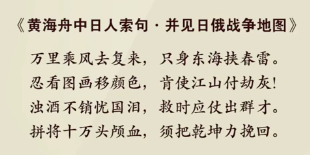 《黄海舟中日人索句·并见日俄战争地图》
万里乘风去复来，只身东海挟春雷。
忍看图画移颜色，肯使江山付劫灰！
浊酒不销忧国泪，救时应仗出群才。
拼将十万头颅血，须把乾坤力挽回。